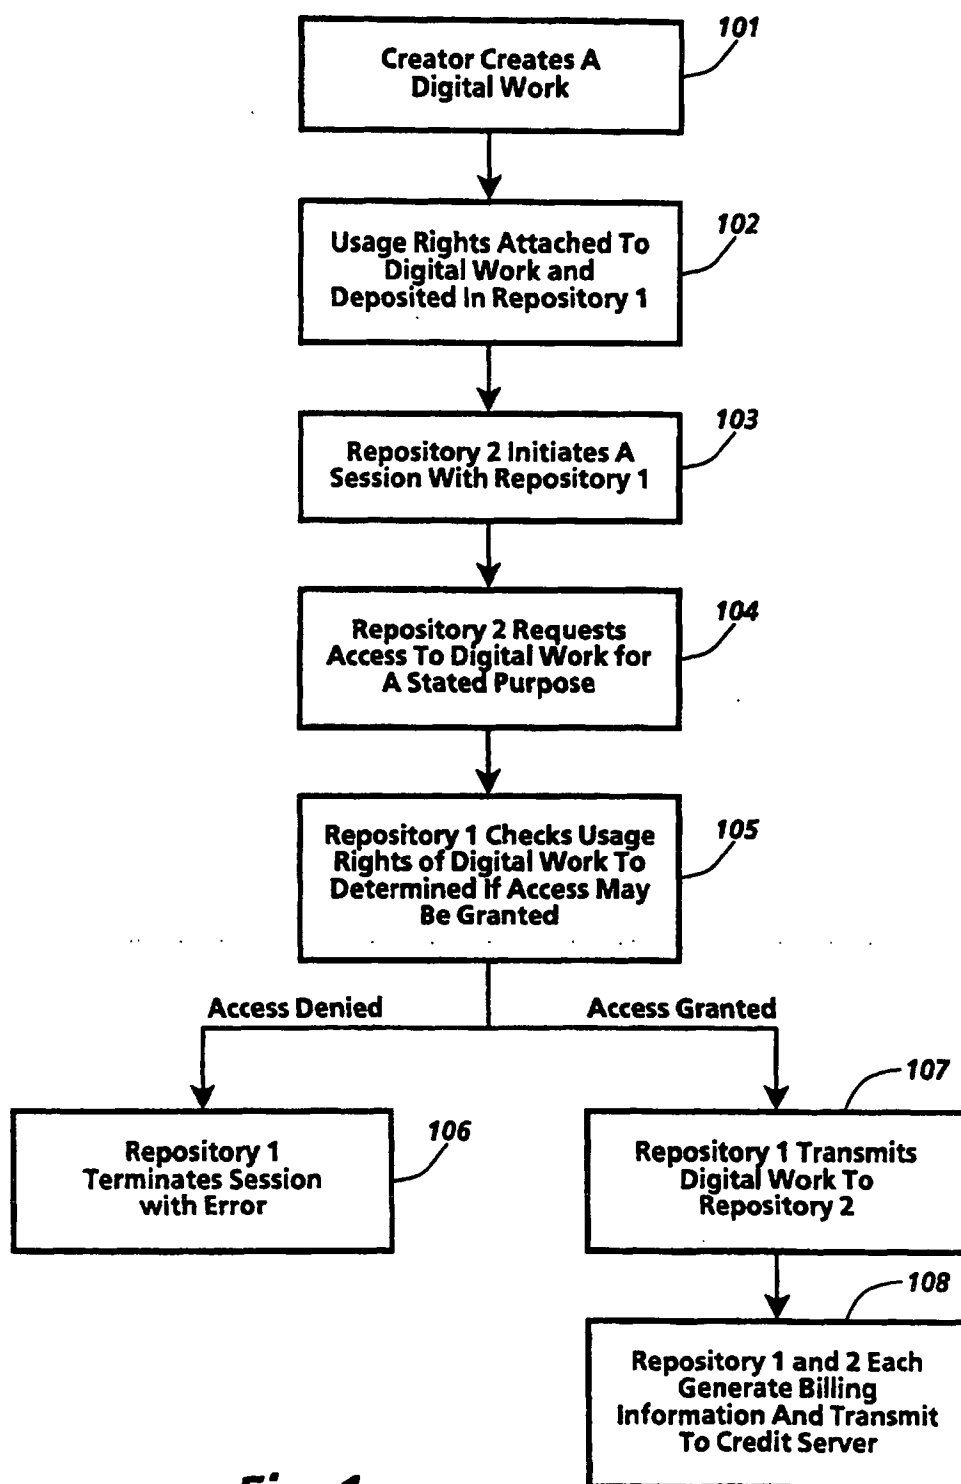 101
Creator Creates A
Digital Work
102
Usage Rights Attached To
Digital Work and
Deposited In Repository 1
103
Repository 2 Initiates A
Session With Repository 1
104
Repository 2 Requests
Access To Digital Work for
A Stated Purpose
105
Repository 1 Checks Usage
Rights of Digital Work To
Determined If Access May
Be Granted
Access Denied
Access Granted
106
Repository 1
Terminates Session
with Error
107
Repository 1 Transmits
Digital Work To
Repository 2
108
Repository 1 and 2 Each
Generate Billing
Information And Transmit
To Credit Server